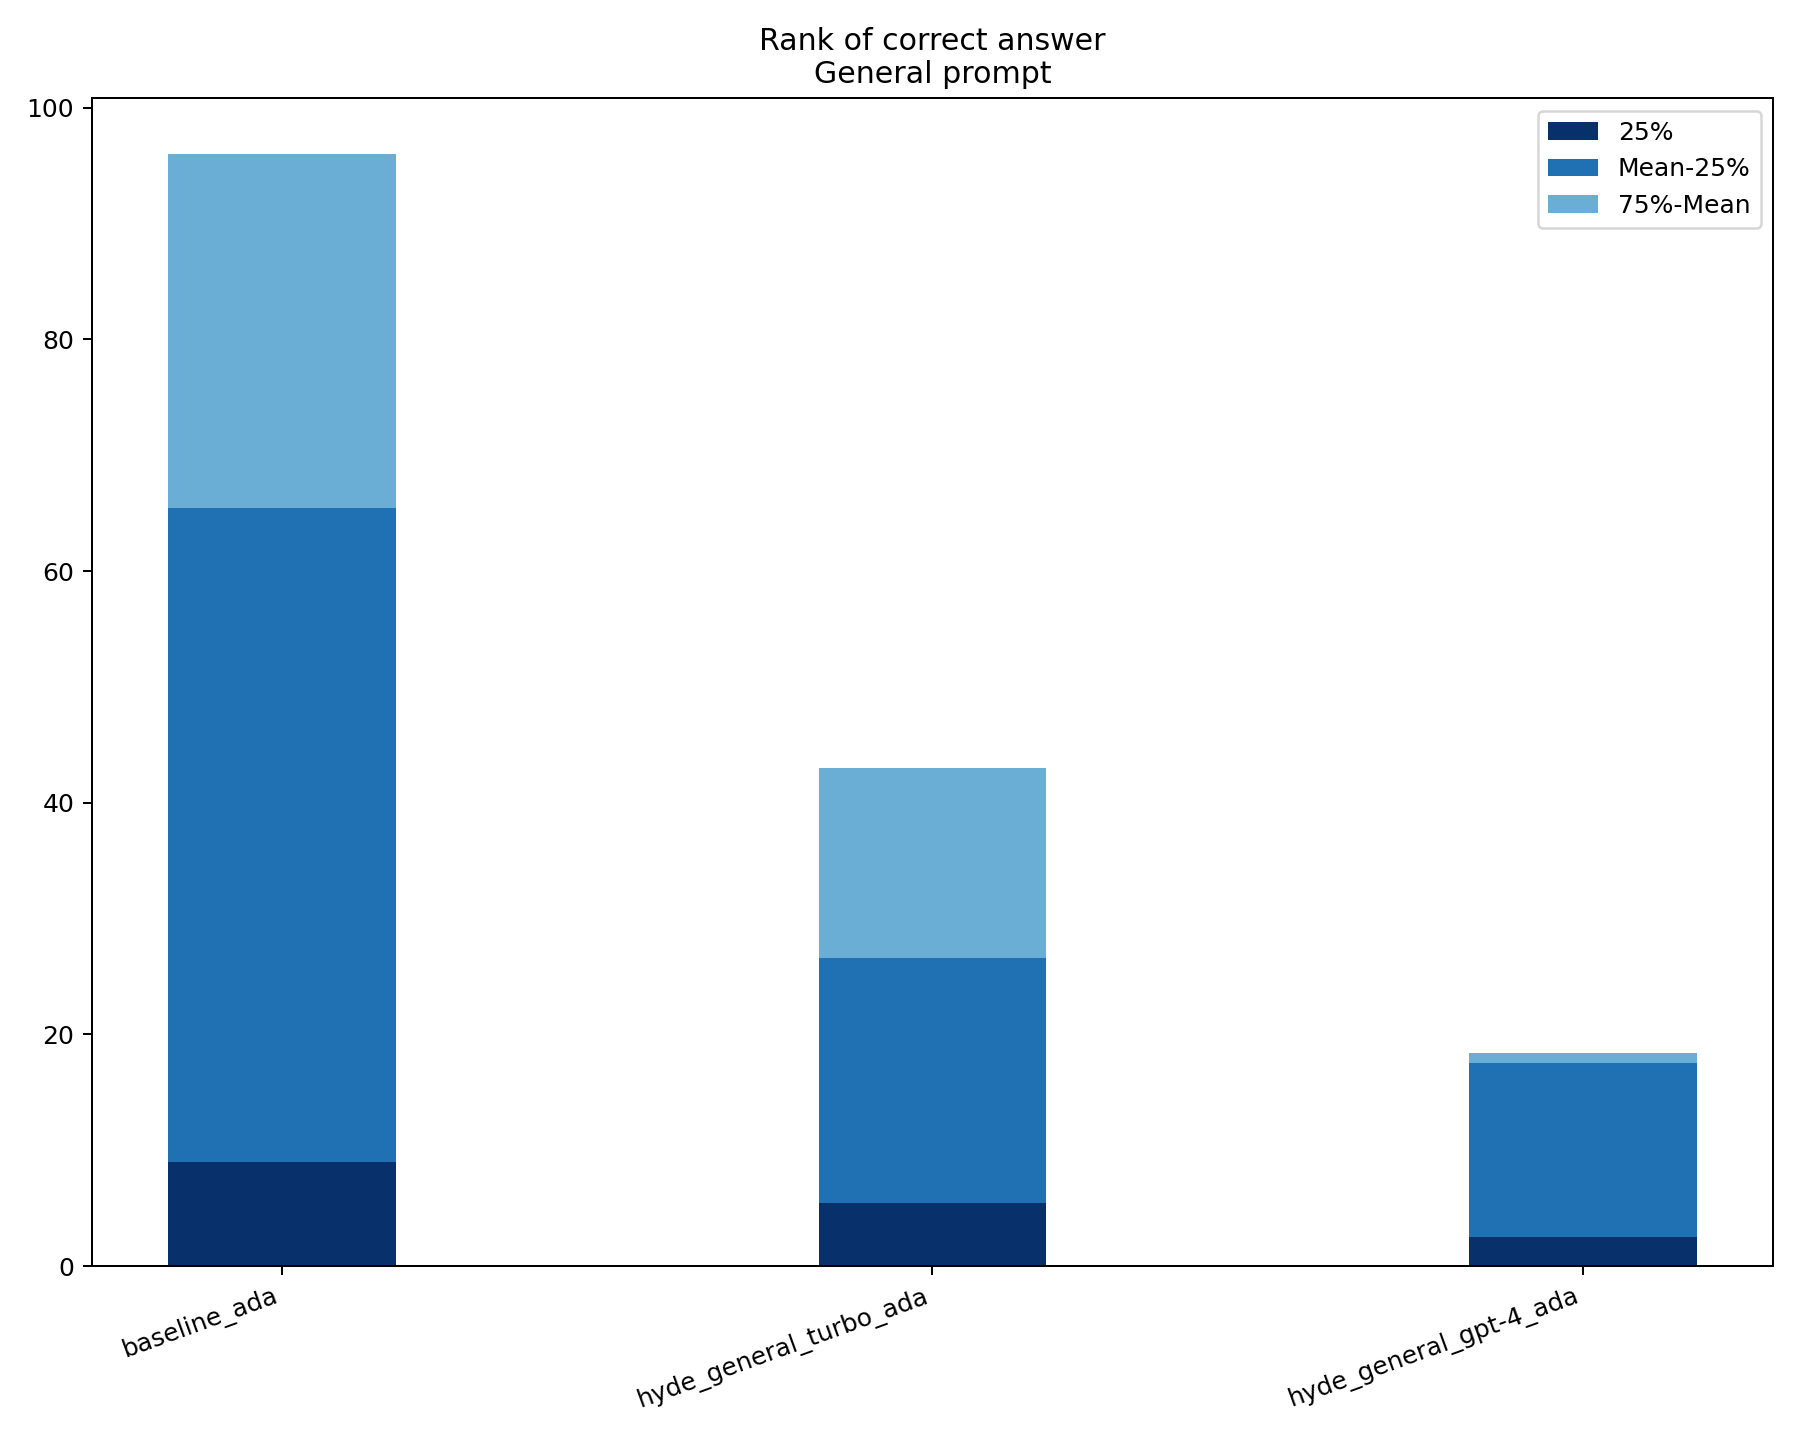 Rank of correct answer
General prompt
100
80
60
40
20
0
25%
Mean-25%
75%-Mean
baseline_ada
hyde_general_turbo_ada
hyde_general_gpt-4_ada